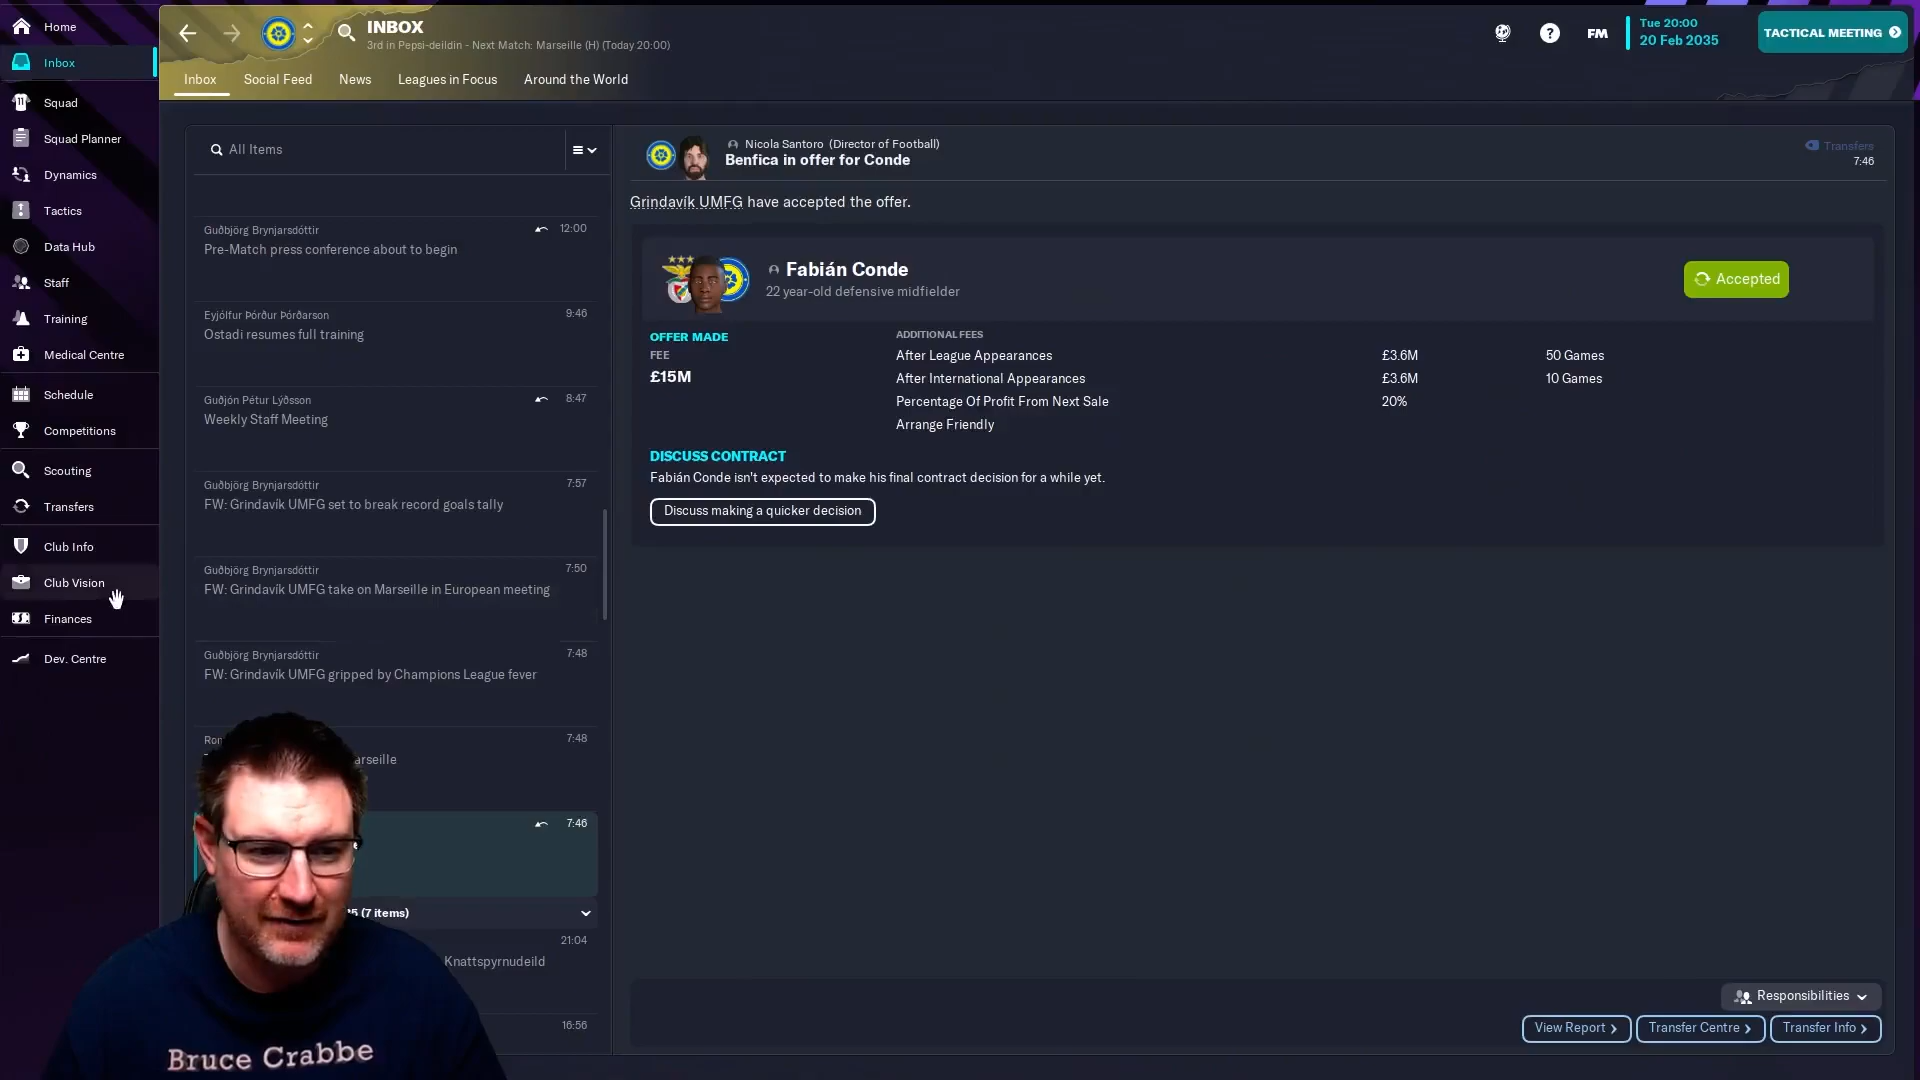 Home
Inbox
Squad
Squad Planner
Dynamics
Tactics
Data Hub
Staff
Training
Medical Centre
Schedule
Competitions
Scouting
Transfers
Club Info
Club Vision
Finances
Dev. Centre
INBOX
3rd in Pepsi-deildin - Next Match: Marseille (H) (Today 20:00)
FM
Tue 20:00
20 Feb 2035
TACTICAL MEETING
Inbox
Social Feed
News
Leagues in Focus
Around the World
All Items
Guðbjörg Brynjarsdóttir 12:00
Pre-Match press conference about to begin
Eyjólfur Þórður Þórðarson 9:46
Ostadi resumes full training
Guðjón Pétur Lýðsson 8:47
Weekly Staff Meeting
Guðbjörg Brynjarsdóttir 7:57
FW: Grindavík UMFG set to break record goals tally
Guðbjörg Brynjarsdóttir 7:50
FW: Grindavík UMFG take on Marseille in European meeting
Guðbjörg Brynjarsdóttir 7:48
FW: Grindavík UMFG gripped by Champions League fever
7:48
7:46
(7 items)
21:04
Knattspyrnudeild
16:56
Bruce Crabbe
Nicola Santoro (Director of Football)
Benfica in offer for Conde
Transfers
7:46
Grindavík UMFG have accepted the offer.
Fabián Conde
22 year-old defensive midfielder
Accepted
OFFER MADE
FEE
£15M
ADDITIONAL FEES
After League Appearances £3.6M 50 Games
After International Appearances £3.6M 10 Games
Percentage Of Profit From Next Sale 20%
Arrange Friendly
DISCUSS CONTRACT
Fabián Conde isn't expected to make his final contract decision for a while yet.
Discuss making a quicker decision
Responsibilities
View Report
Transfer Centre
Transfer Info